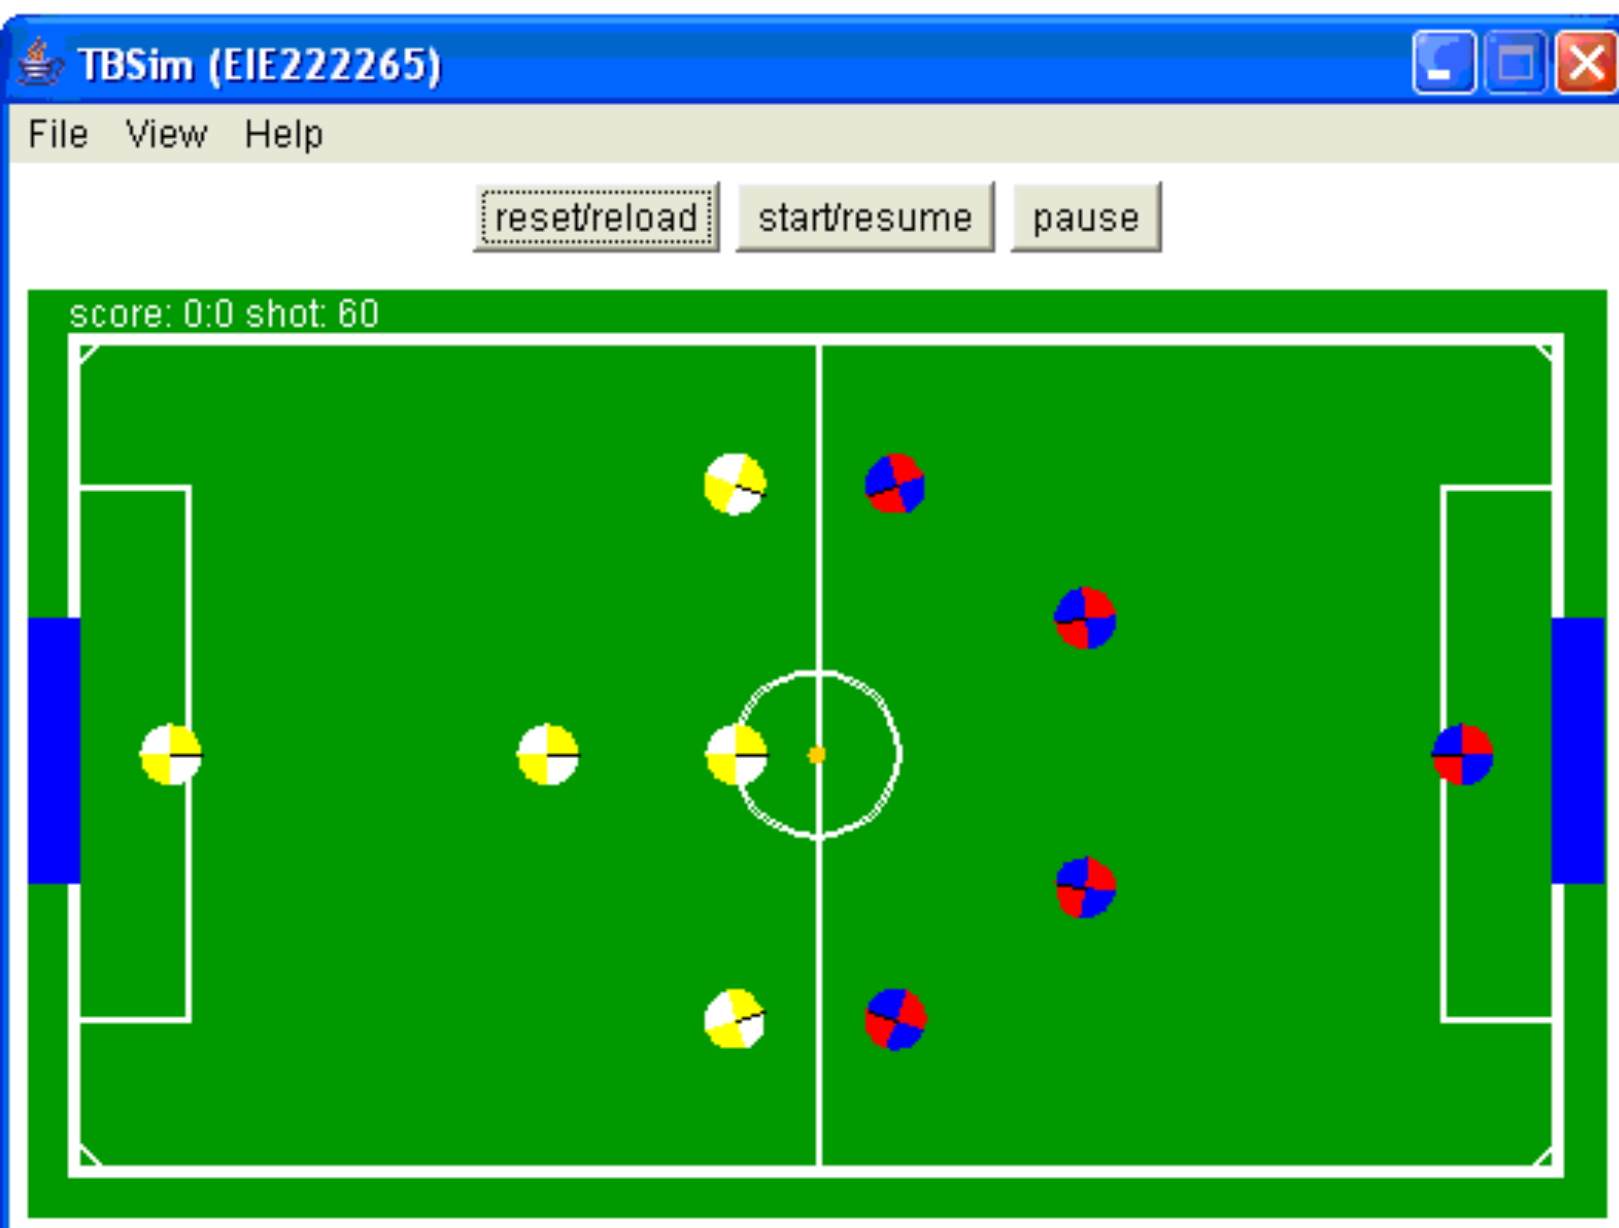 TBSim (EIE222265)
File View Help
reset/reload start/resume pause
score: 0:0 shot: 60